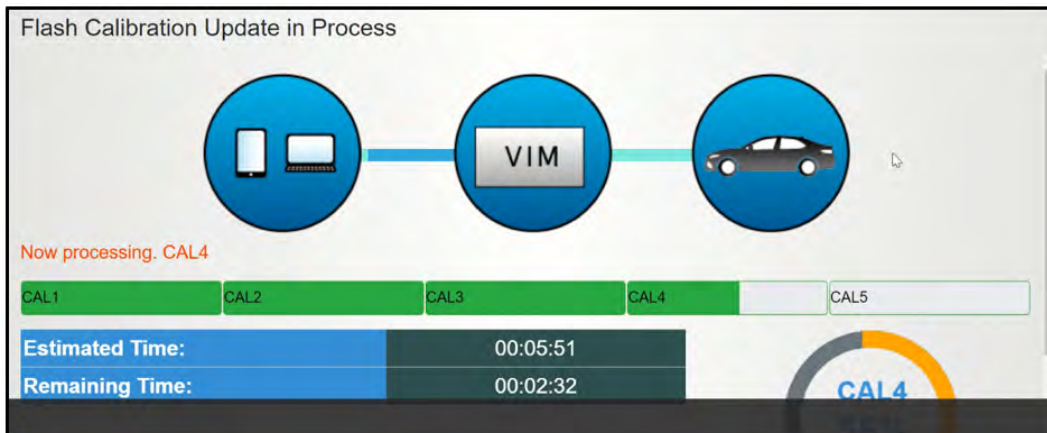 Flash Calibration Update in Process
VIM
Now processing. CAL4
CAL1 CAL2 CAL3 CAL4 CAL5
Estimated Time: 00:05:51
Remaining Time: 00:02:32
CAL4